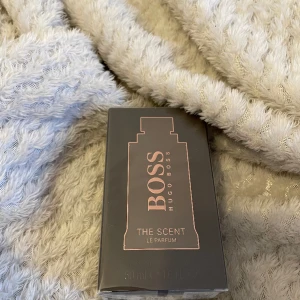 BOSS
HUGO BOSS
THE SCENT
LE PARFUM